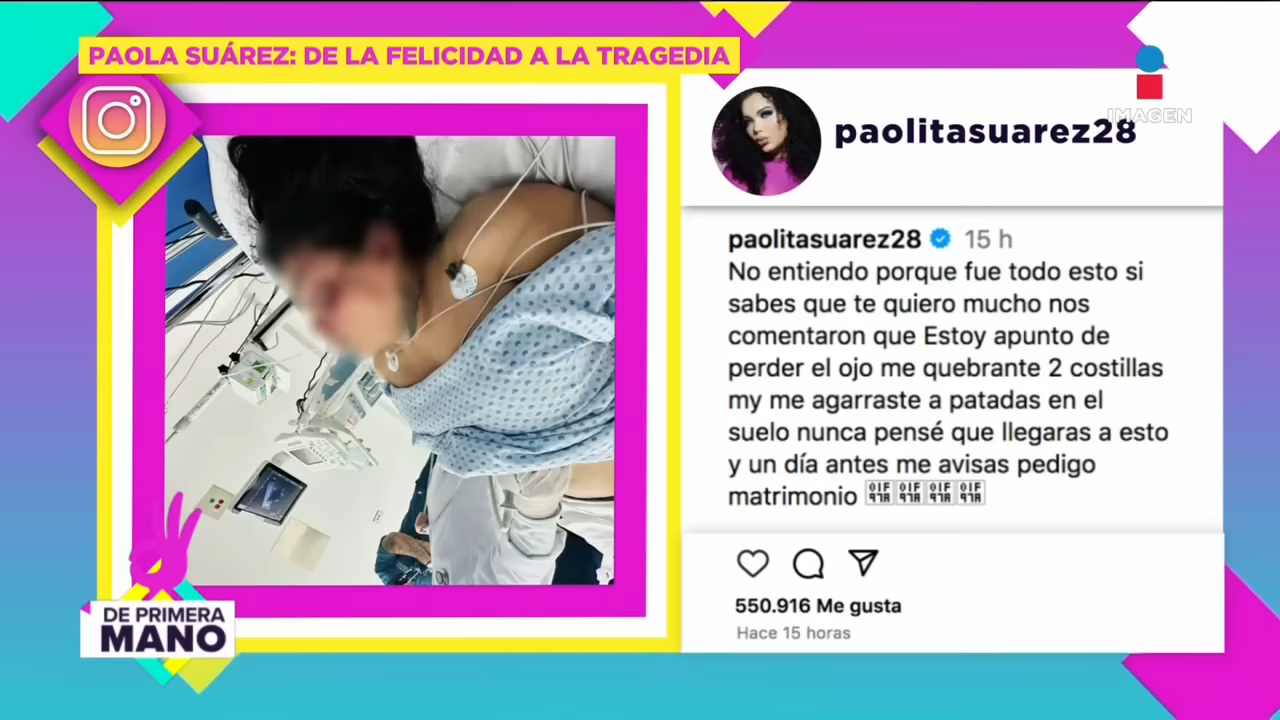 PAOLA SUÁREZ: DE LA FELICIDAD A LA TRAGEDIA
IMAGEN
paolitasuarez28
paolitasuarez28 15 h
No entiendo porque fue todo esto si
sabes que te quiero mucho nos
comentaron que Estoy apunto de
perder el ojo me quebrante 2 costillas
my me agarraste a patadas en el
suelo nunca pensé que llegaras a esto
y un día antes me avisas pedigo
matrimonio
550.916 Me gusta
Hace 15 horas
DE PRIMERA
MANO